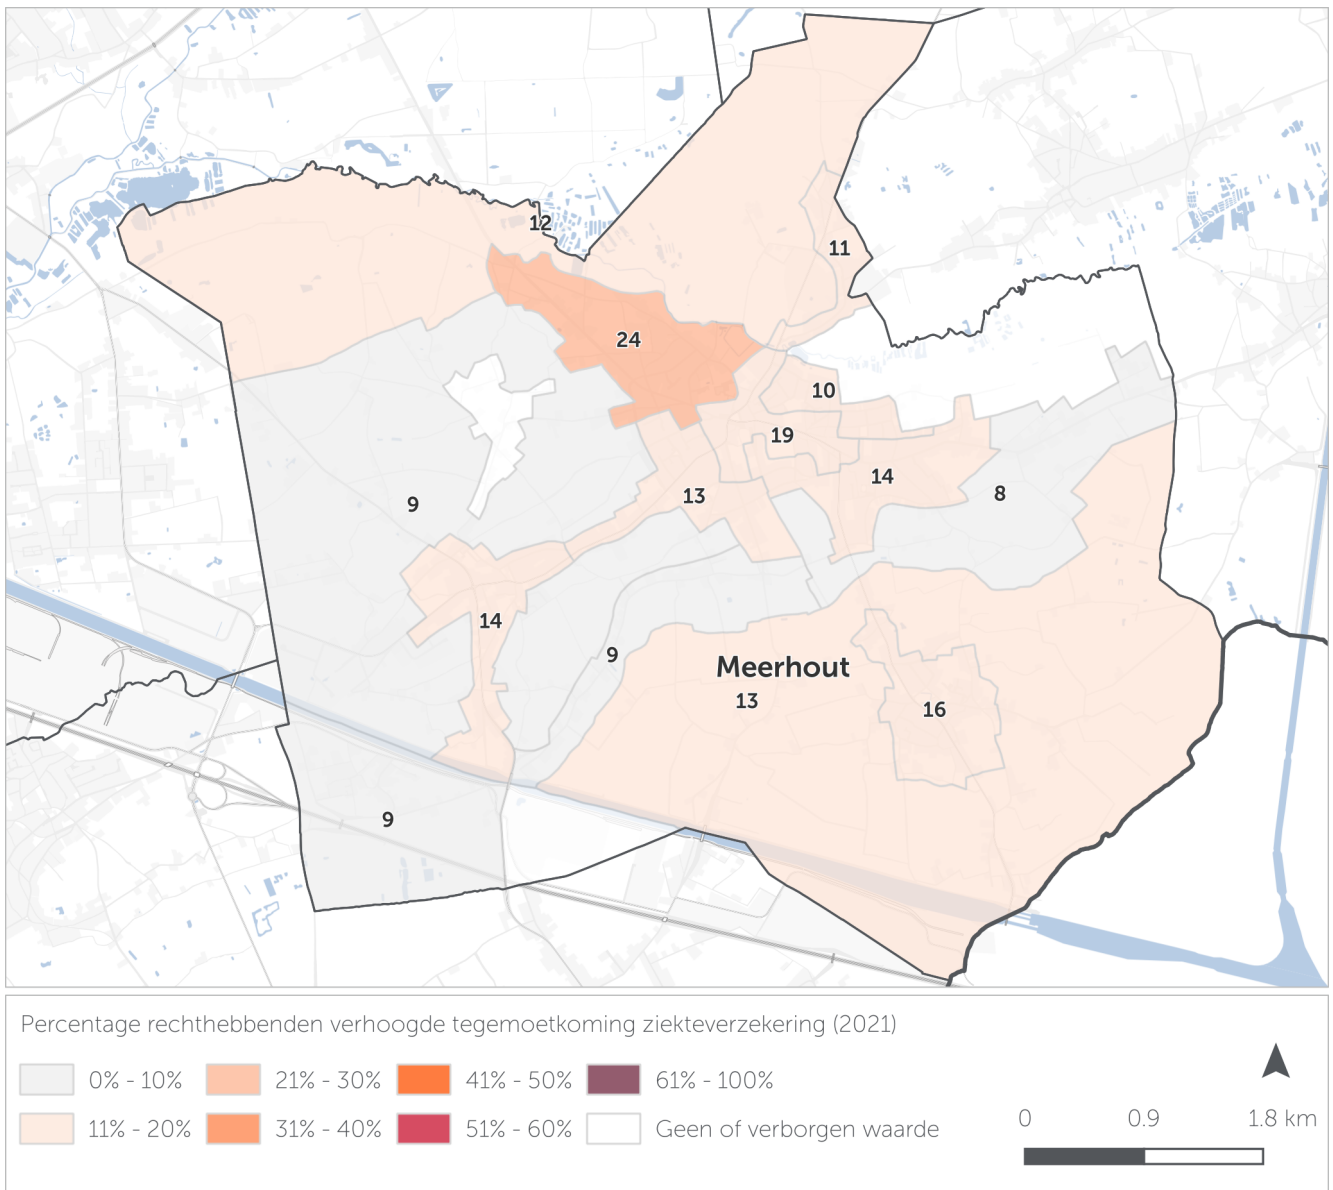 12
11
24
10
19
14
13
8
9
14
9
Meerhout
13
16
9
Percentage rechthebbenden verhoogde tegemoetkoming ziekteverzekering (2021)
0% - 10%
21% - 30%
41% - 50%
61% - 100%
11% - 20%
31% - 40%
51% - 60%
Geen of verborgen waarde
0 0.9 1.8 km